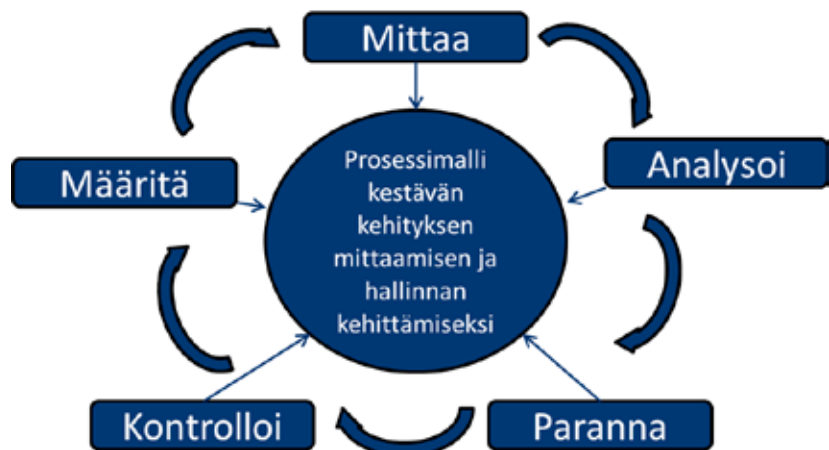 Mittaa
Määritä
Analysoi
Prosessimalli
kestävän
kehityksen
mittaamisen ja
hallinnan
kehittämiseksi
Kontrolloi
Paranna